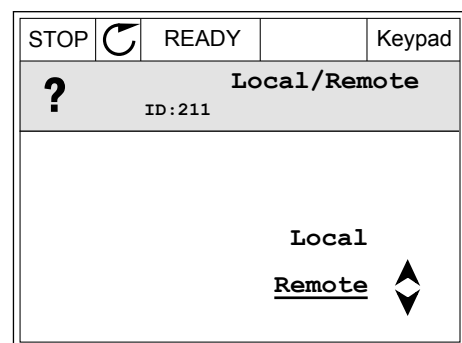 STOP READY Keypad
? Local/Remote
ID:211
Local
Remote